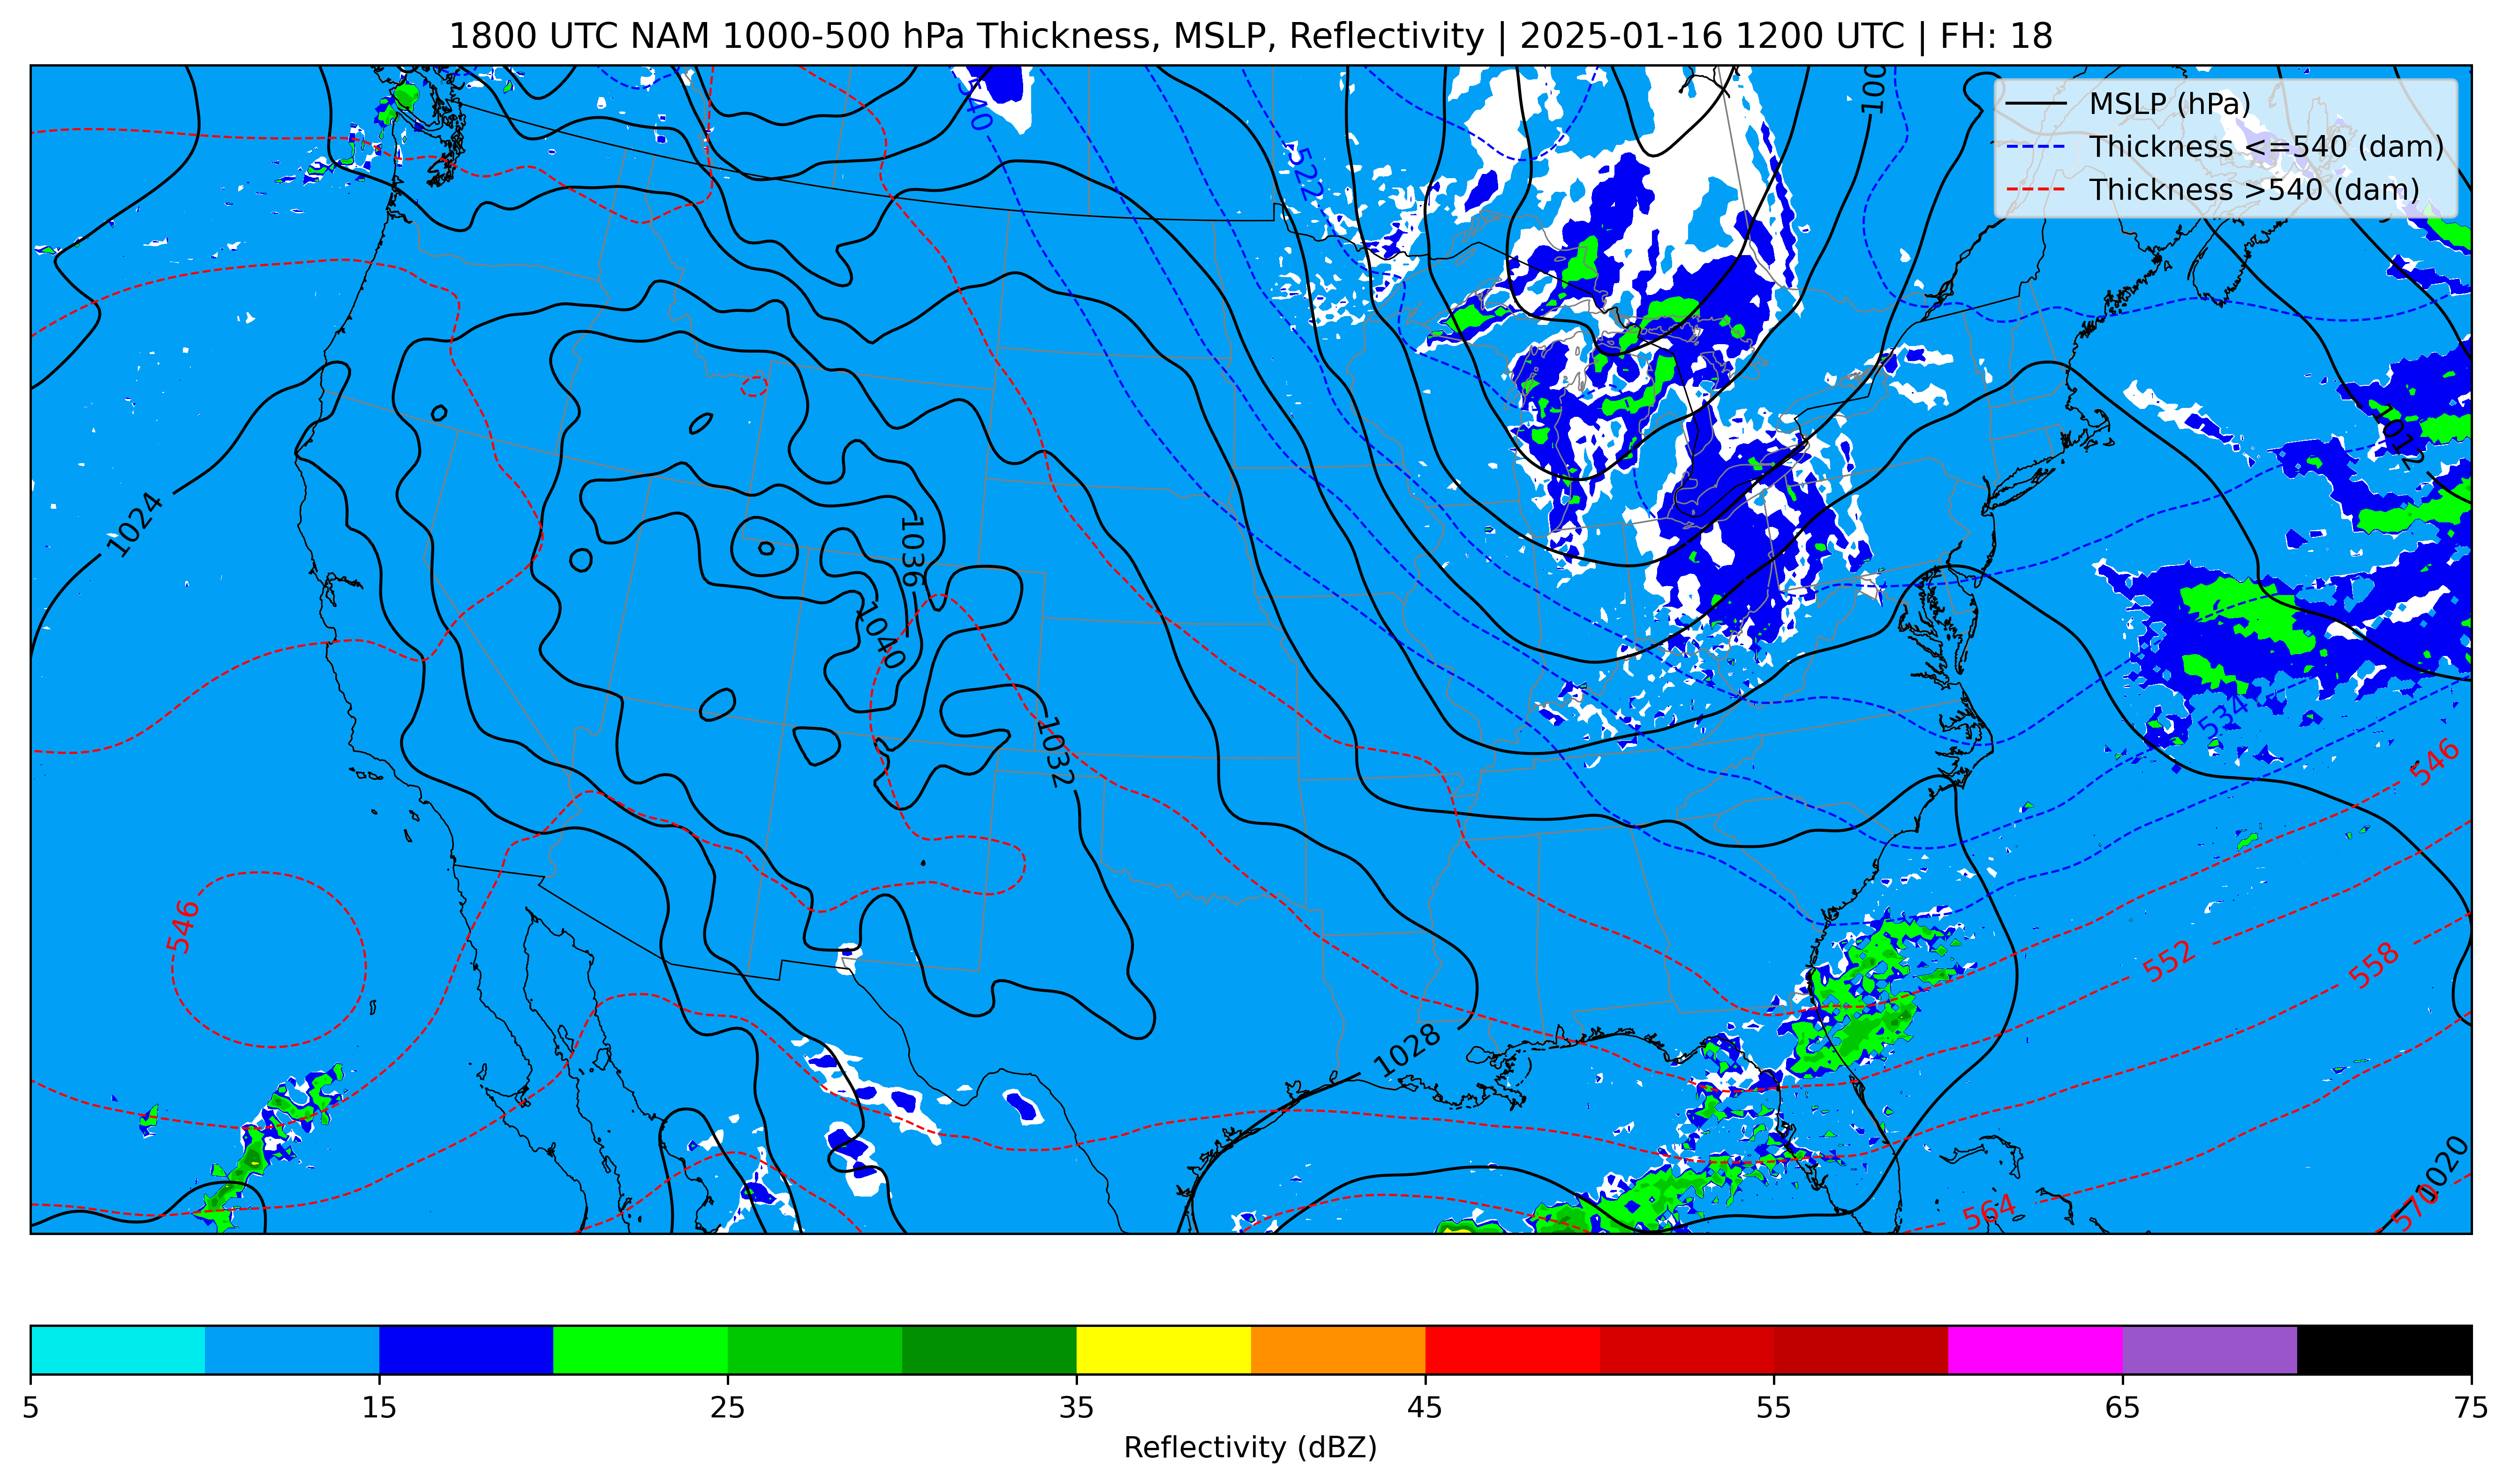 1800 UTC NAM 1000-500 hPa Thickness, MSLP, Reflectivity | 2025-01-16 1200 UTC | FH: 18
MSLP (hPa)
Thickness <=540 (dam)
Thickness >540 (dam)
540
522
100
1024
1036
1040
1032
1012
534
546
546
552
558
1028
564
570
1020
5 15 25 35 45 55 65 75
Reflectivity (dBZ)